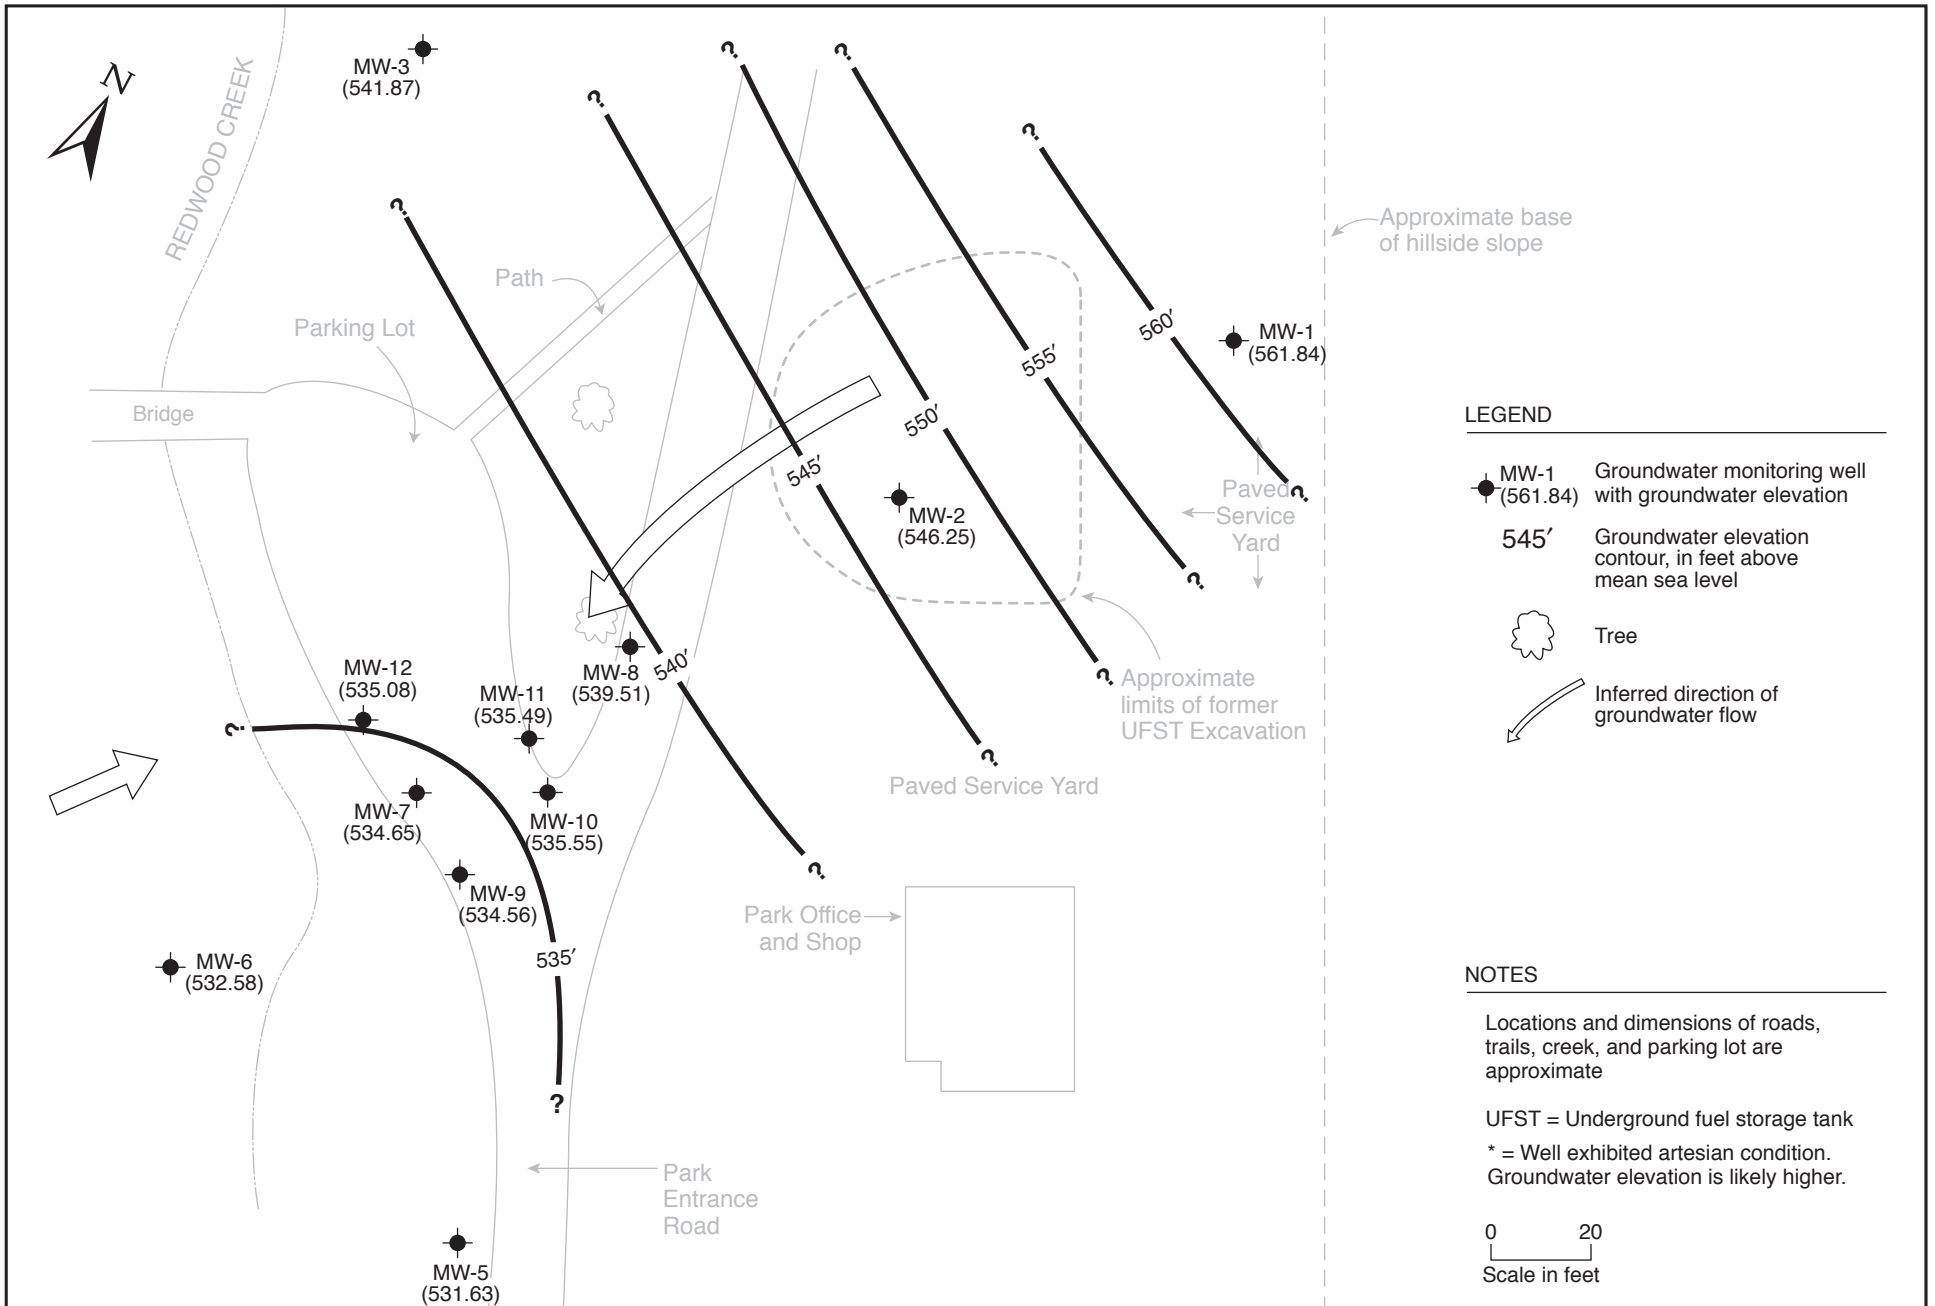 N
REDWOOD CREEK
MW-3
(541.87)
?
?
?
?
?
Approximate base
of hillside slope
Path
Parking Lot
Bridge
560′
MW-1
(561.84)
555′
550′
545′
MW-2
(546.25)
?
Paved
Service
Yard
?
540′
MW-8
(539.51)
MW-12
(535.08)
MW-11
(535.49)
?
Approximate
limits of former
UFST Excavation
?
?
Paved Service Yard
MW-7
(534.65)
MW-10
(535.55)
?
MW-9
(534.56)
Park Office
and Shop
535′
MW-6
(532.58)
?
Park
Entrance
Road
MW-5
(531.63)
LEGEND
MW-1
(561.84)
Groundwater monitoring well
with groundwater elevation
545′
Groundwater elevation
contour, in feet above
mean sea level
Tree
Inferred direction of
groundwater flow
NOTES
Locations and dimensions of roads,
trails, creek, and parking lot are
approximate
UFST = Underground fuel storage tank
* = Well exhibited artesian condition.
Groundwater elevation is likely higher.
0 20
Scale in feet